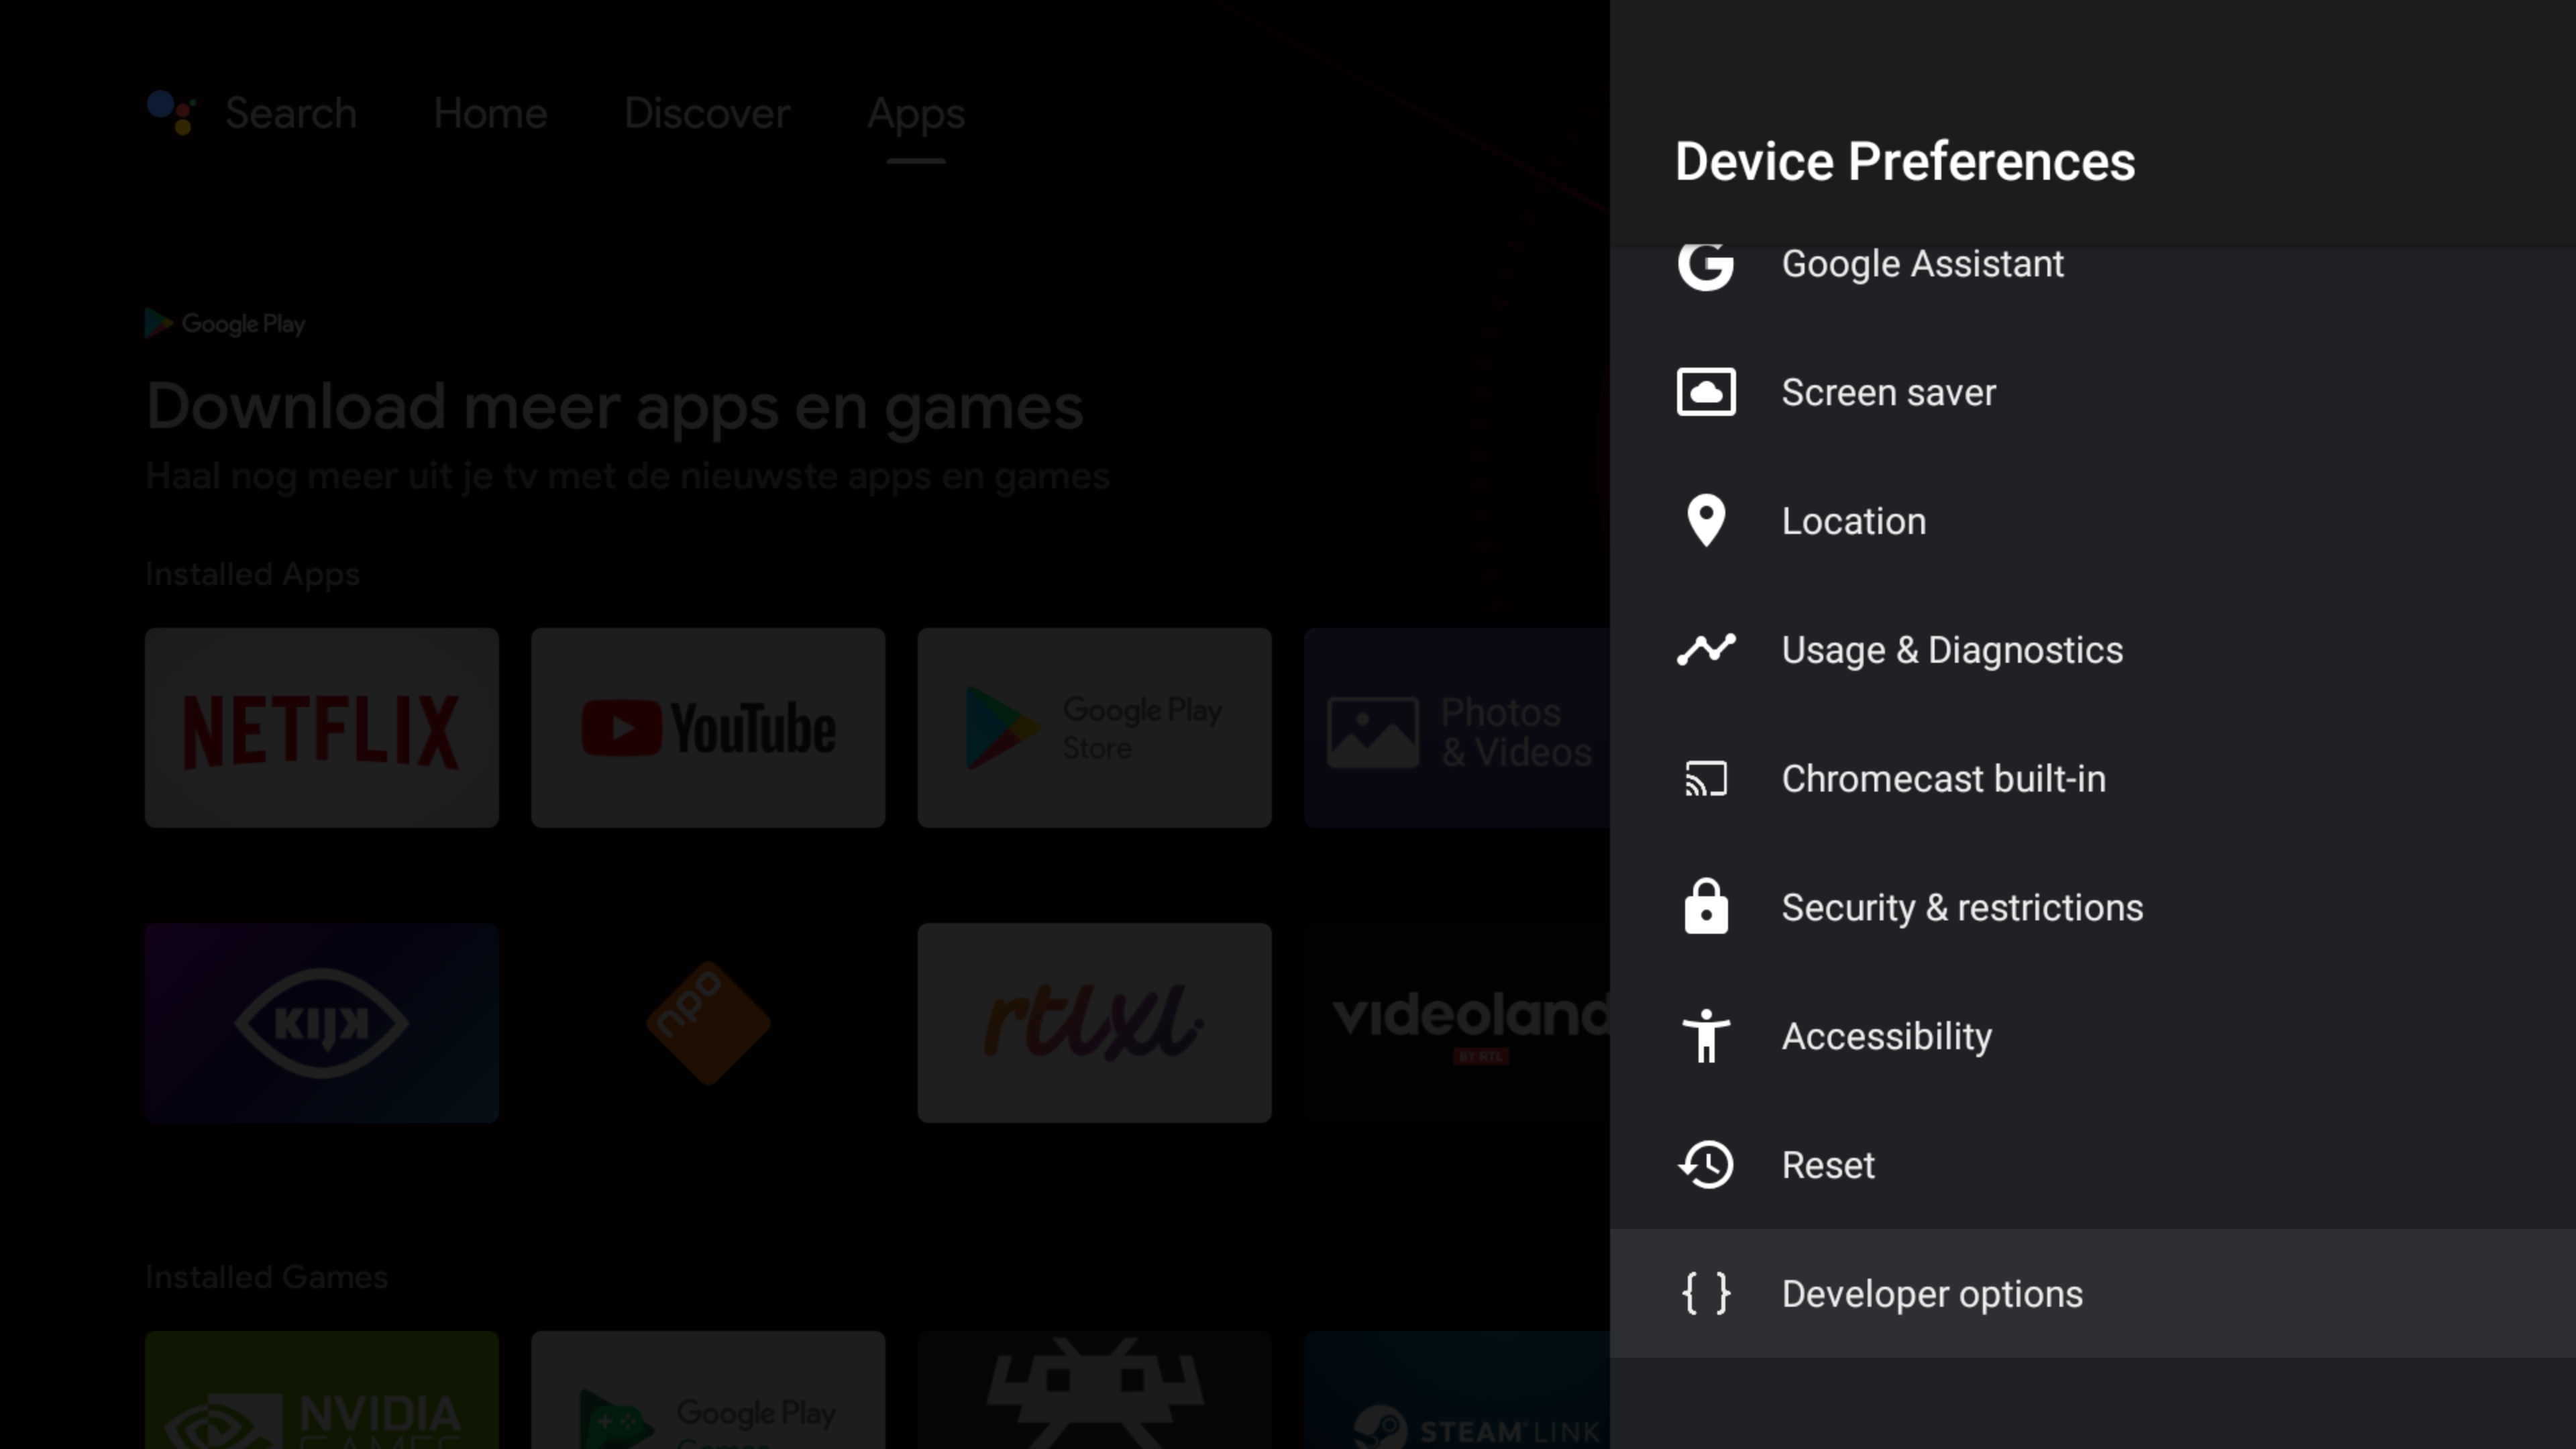 Search Home Discover Apps
Google Play
Download meer apps en games
Haal nog meer uit je tv met de nieuwste apps en games
Installed Apps
NETFLIX
YouTube
Google Play
Store
Photos
& Videos
KIJK
npo
rtlxl
videoland
BY RTL
Installed Games
NVIDIA
GAMES
Google Play
Games
STEAM LINK
Device Preferences
Google Assistant
Screen saver
Location
Usage & Diagnostics
Chromecast built-in
Security & restrictions
Accessibility
Reset
{ } Developer options